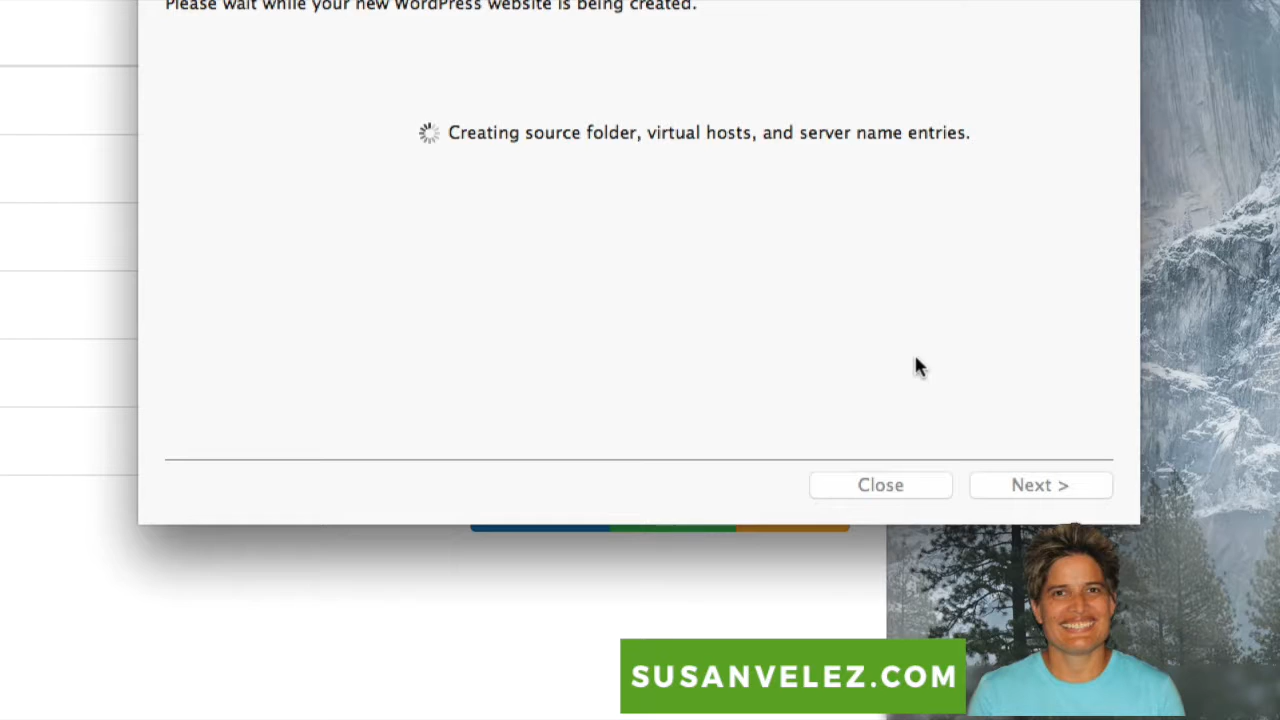 Please wait while your new WordPress website is being created.
Creating source folder, virtual hosts, and server name entries.
Close
Next >
SUSANVELEZ.COM